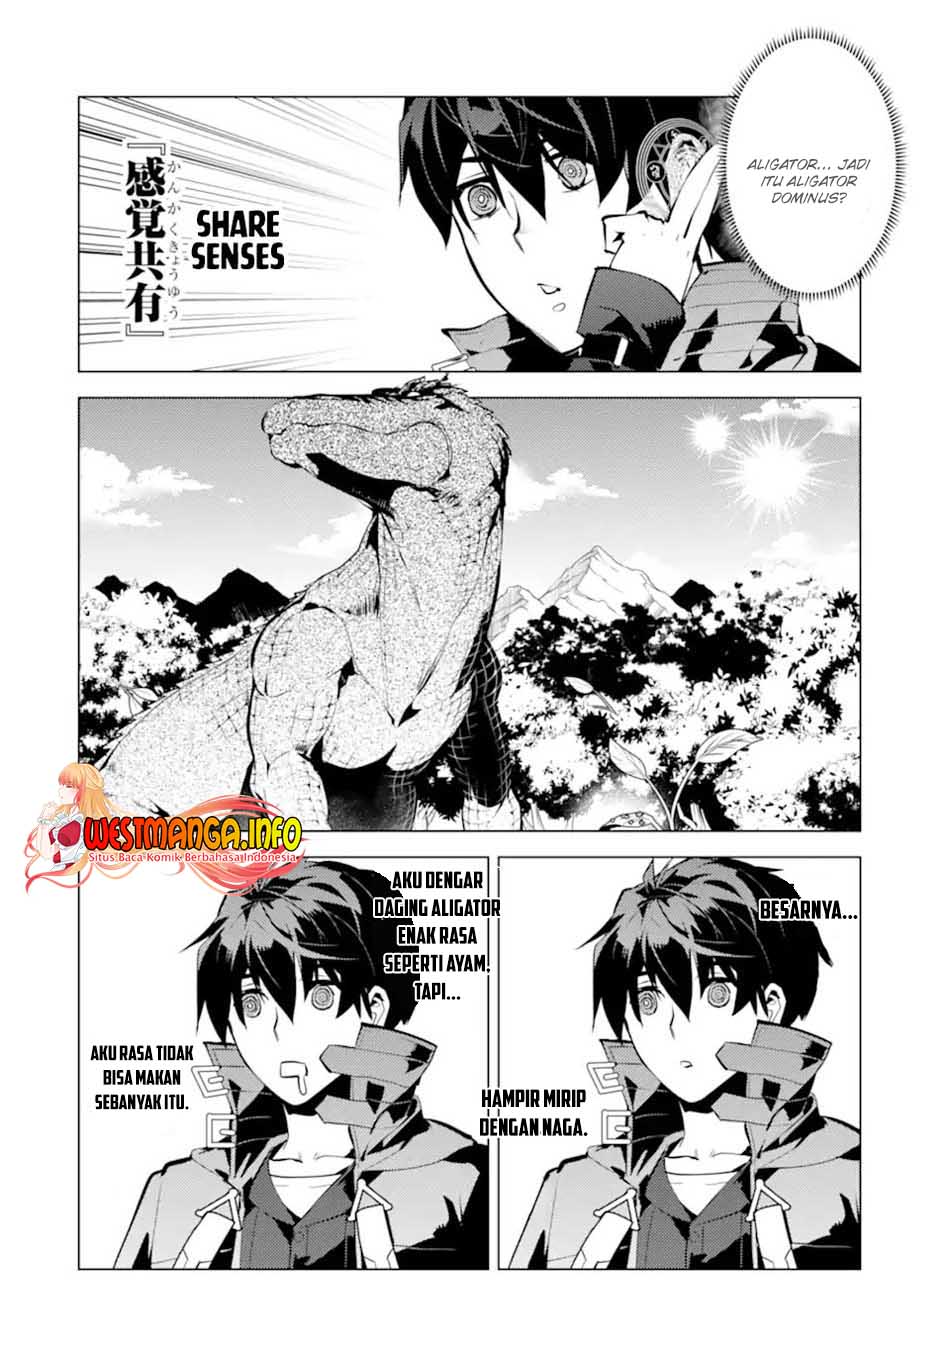 ALIGATOR... JADI
ITU ALIGATOR
DOMINUS?
SHARE
SENSES
『感覚共有』
かんかくきょうゆう
WESTMANGA.INFO
Situs Baca Komik Berbahasa Indonesia
BESARNYA...
HAMPIR MIRIP
DENGAN NAGA.
AKU DENGAR
DAGING ALIGATOR
ENAK RASA
SEPERTI AYAM,
TAPI...
AKU RASA TIDAK
BISA MAKAN
SEBANYAK ITU.